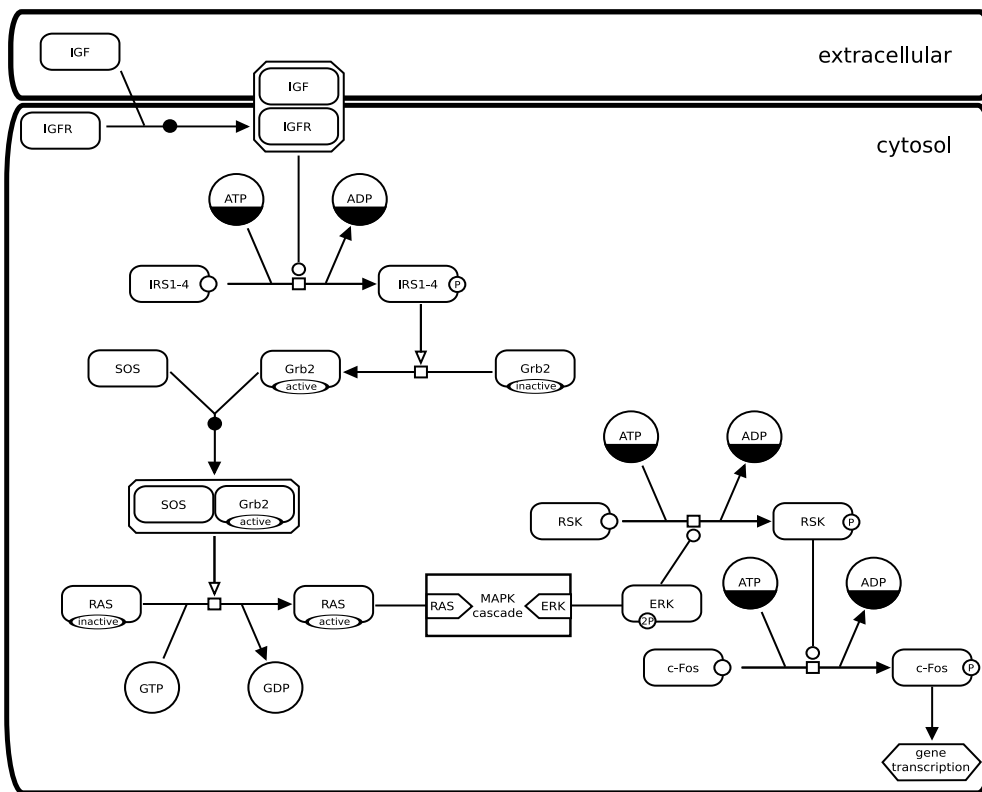 IGF
extracellular
IGF
IGFR
IGFR
cytosol
ATP
ADP
IRS1-4
IRS1-4
P
SOS
Grb2
active
Grb2
inactive
ATP
ADP
SOS
Grb2
active
RSK
RSK
P
ATP
ADP
RAS
inactive
RAS
active
RAS
MAPK
cascade
ERK
ERK
2P
GTP
GDP
c-Fos
c-Fos
P
gene
transcription